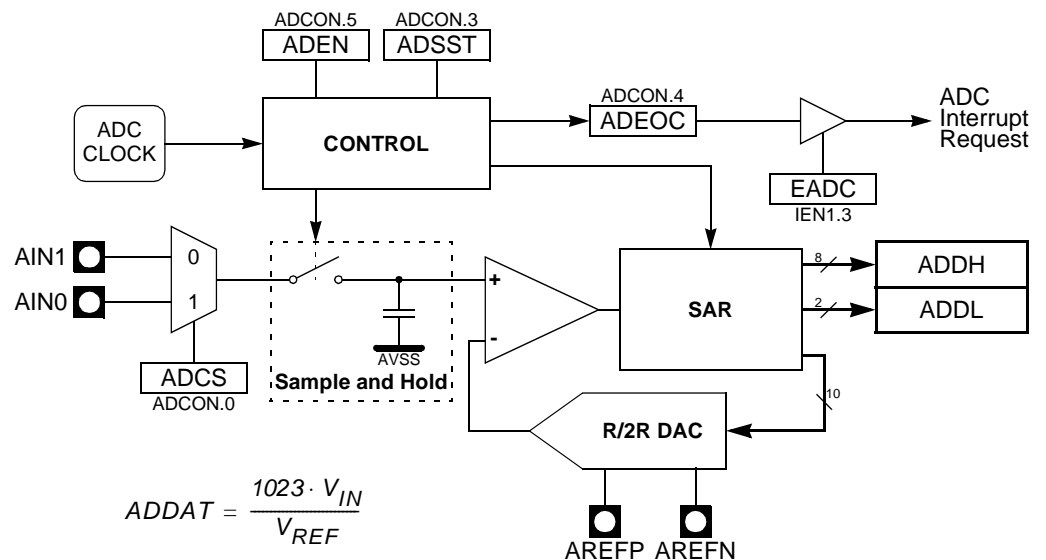 ADCON.5
ADEN
ADCON.3
ADSST
ADC
CLOCK
CONTROL
ADCON.4
ADEOC
ADC
Interrupt
Request
EADC
IEN1.3
AIN1
AIN0
0
1
ADCS
ADCON.0
AVSS
Sample and Hold
+
-
SAR
8
ADDH
2
ADDL
10
R/2R DAC
AREFP
AREFN
ADDAT = 1023 · V_IN / V_REF